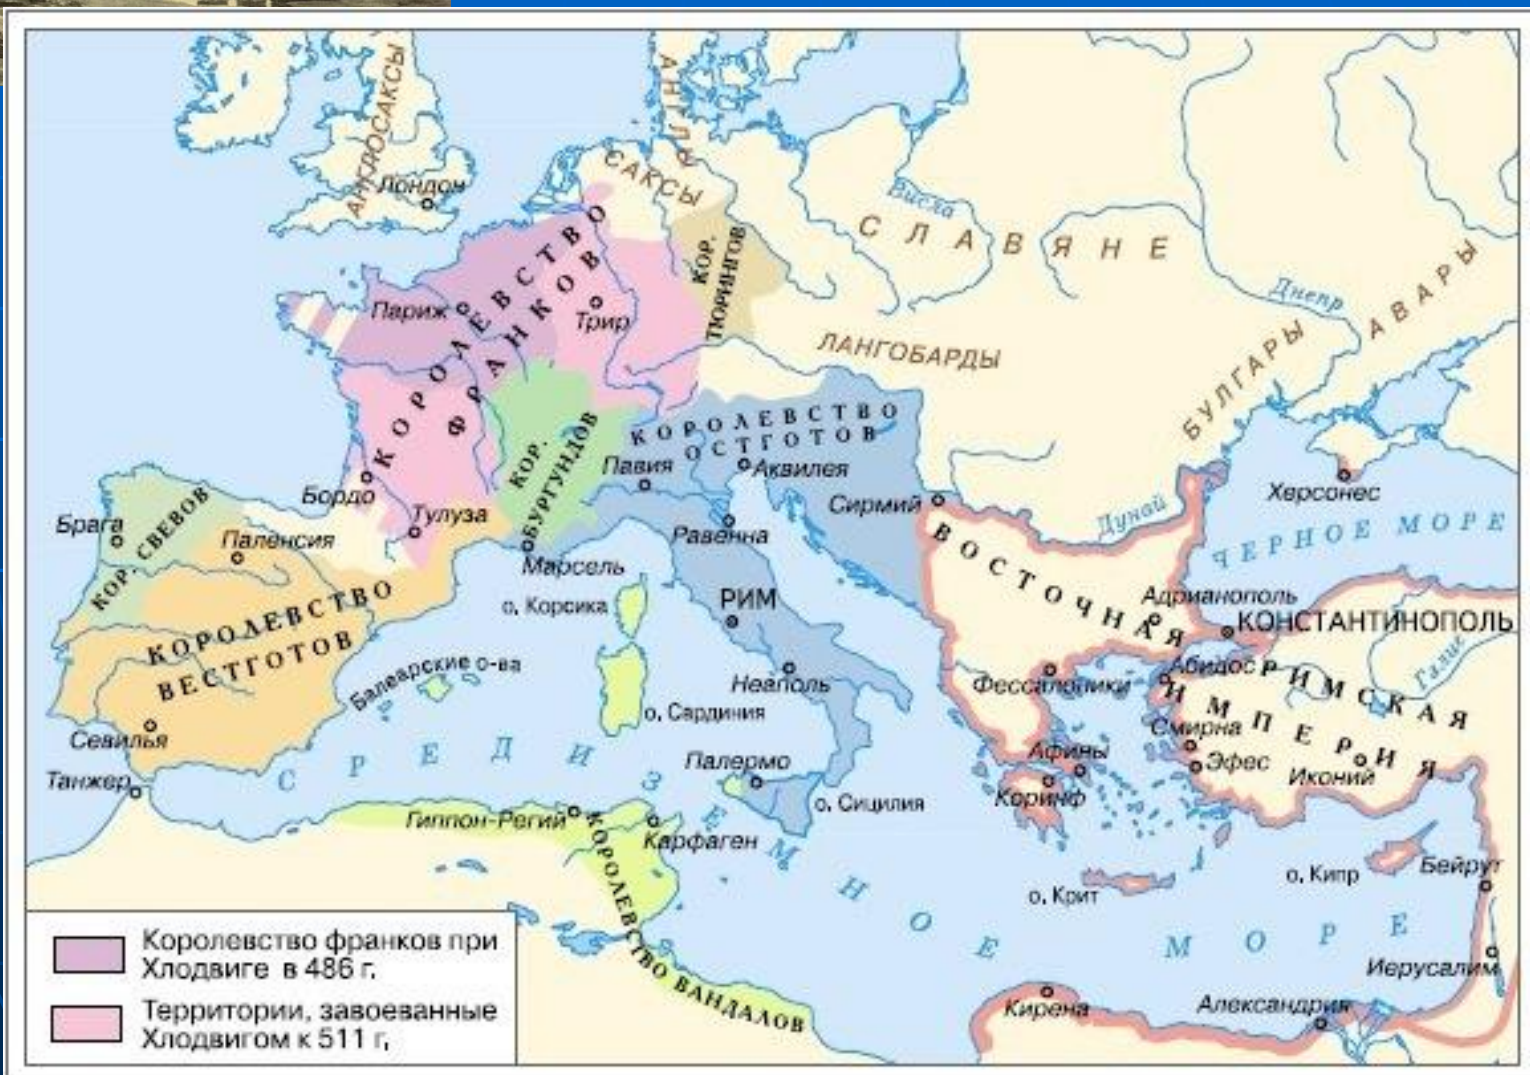 АНГЛЫ
АНГЛОСАКСЫ
Лондон
САКСЫ
Висла
СЛАВЯНЕ
КОР.
ТЮРИНГОВ
Днепр
АВАРЫ
БУЛГАРЫ
ЛАНГОБАРДЫ
КОРОЛЕВСТВО
ФРАНКОВ
Париж
Трир
КОРОЛЕВСТВО
ОСТГОТОВ
КОР.
БУРГУНДОВ
Павия
Аквилея
Сирмий
Бордо
Тулуза
Равенна
Марсель
Херсонес
Дунай
ЧЕРНОЕ МОРЕ
Брага
КОР. СВЕВОВ
Паленсия
КОРОЛЕВСТВО
ВЕСТГОТОВ
о. Корсика
РИМ
ВОСТОЧНАЯ
РИМСКАЯ
ИМПЕРИЯ
Адрианополь
КОНСТАНТИНОПОЛЬ
Галис
Абидос
Балеарские о-ва
Неаполь
Фессалоники
о. Сардиния
Севилья
Танжер
СРЕДИЗЕМНОЕ МОРЕ
Палермо
о. Сицилия
Афины
Коринф
Смирна
Эфес
Иконий
Гиппон-Регий
Карфаген
КОРОЛЕВСТВО ВАНДАЛОВ
о. Крит
о. Кипр
Бейрут
Иерусалим
Кирена
Александрия
Королевство франков при
Хлодвиге в 486 г.
Территории, завоеванные
Хлодвигом к 511 г.